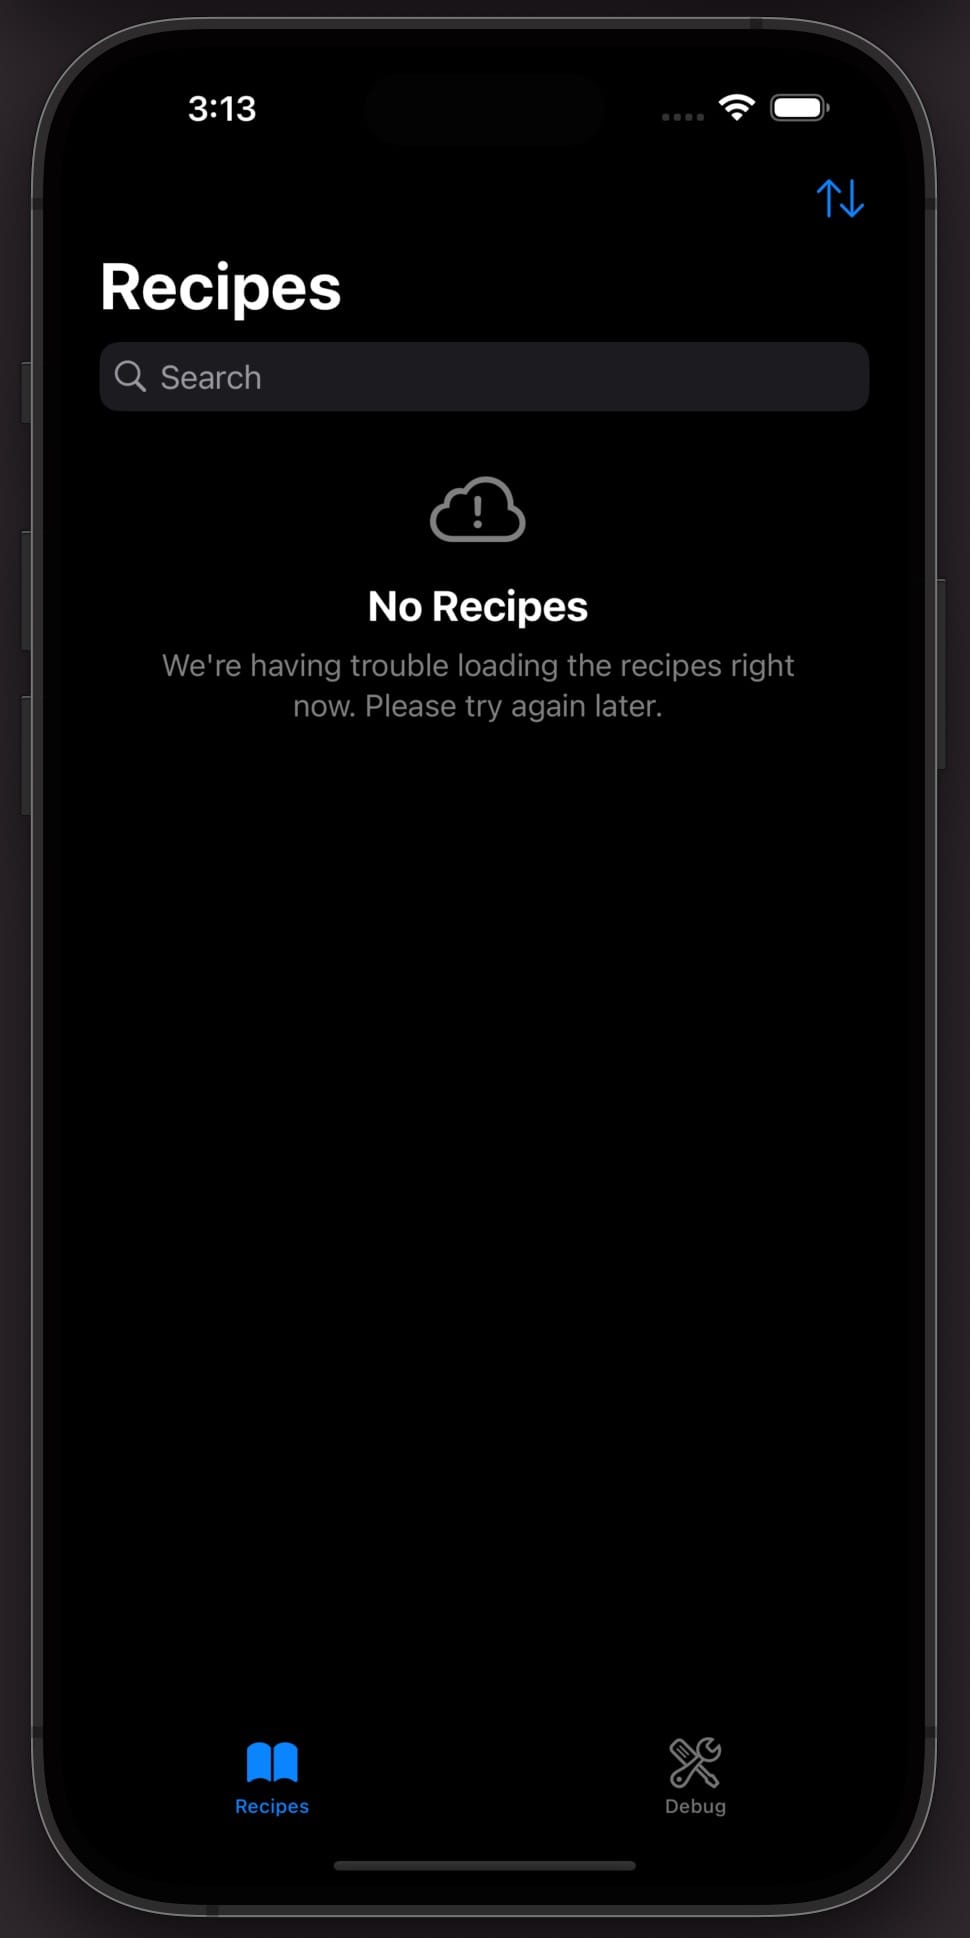 3:13
Recipes
Search
No Recipes
We're having trouble loading the recipes right
now. Please try again later.
Recipes
Debug